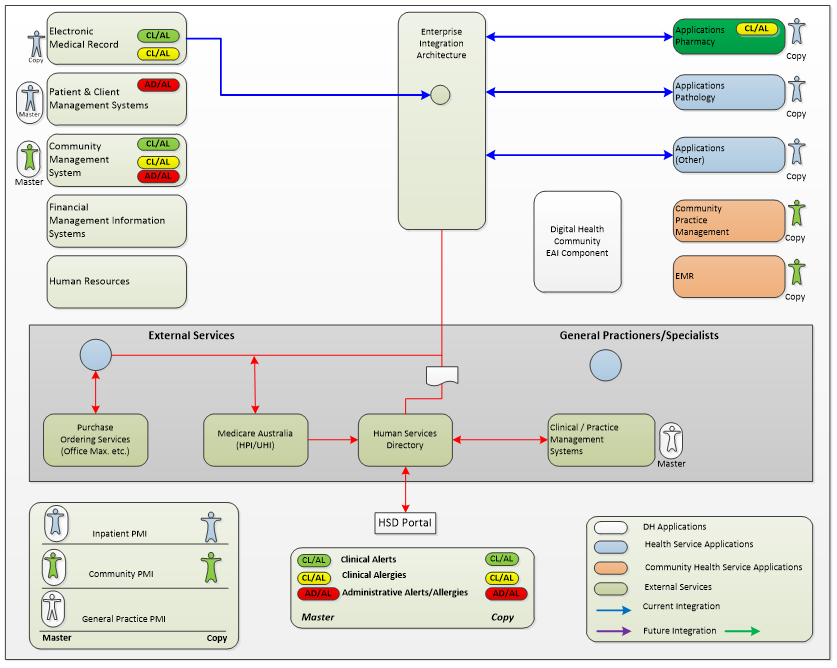 Electronic
Medical Record
CL/AL
CL/AL
Copy
Patient & Client
Management Systems
AD/AL
Master
Community
Management
System
CL/AL
CL/AL
AD/AL
Master
Financial
Management Information
Systems
Human Resources
Enterprise
Integration
Architecture
Digital Health
Community
EAI Component
Applications
Pharmacy
CL/AL
Copy
Applications
Pathology
Copy
Applications
(Other)
Copy
Community
Practice
Management
Copy
EMR
Copy
External Services
General Practioners/Specialists
Purchase
Ordering Services
(Office Max. etc.)
Medicare Australia
(HPI/UHI)
Human Services
Directory
Clinical / Practice
Management
Systems
Master
HSD Portal
Inpatient PMI
Community PMI
General Practice PMI
Master Copy
CL/AL Clinical Alerts CL/AL
CL/AL Clinical Alergies CL/AL
AD/AL Administrative Alerts/Allergies AD/AL
Master Copy
DH Applications
Health Service Applications
Community Health Service Applications
External Services
Current Integration
Future Integration